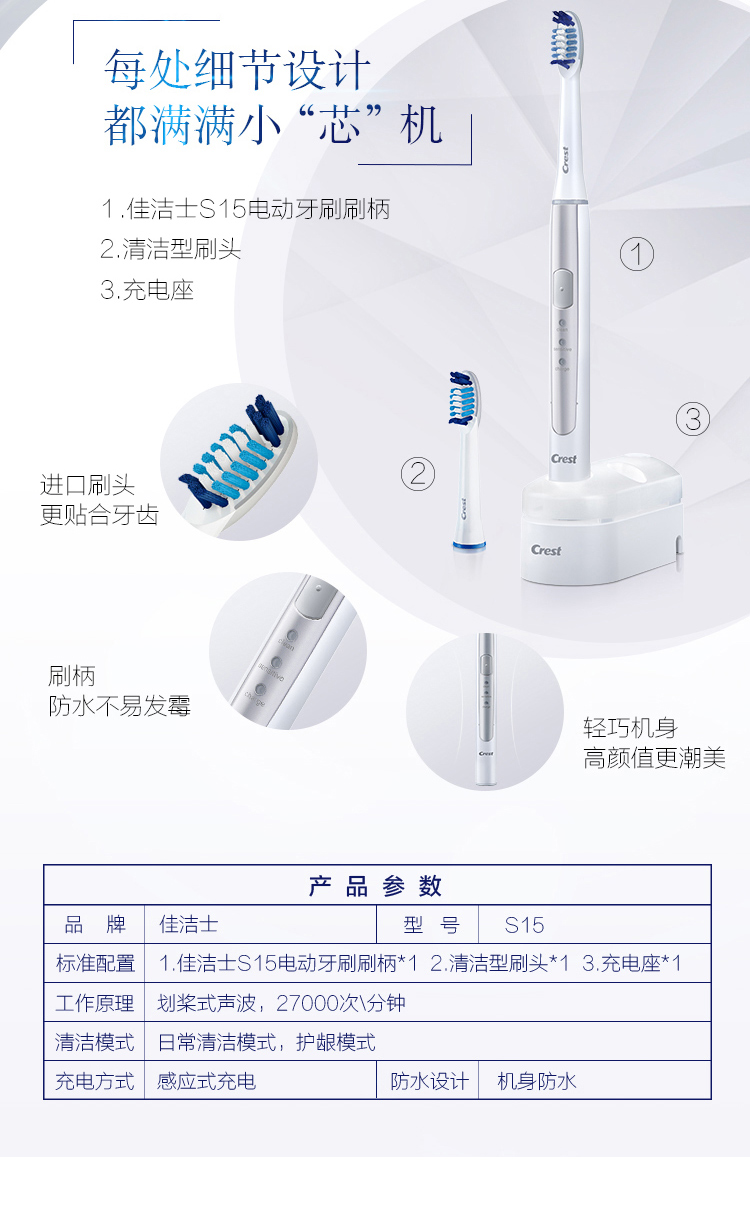 每处细节设计
都满满小“芯”机
1.佳洁士S15电动牙刷刷柄
2.清洁型刷头
3.充电座
Crest
①
③
②
Crest
Crest
Crest
进口刷头
更贴合牙齿
clean
sensitive
charge
刷柄
防水不易发霉
Crest
轻巧机身
高颜值更潮美
产品参数
品 牌 佳洁士 型 号 S15
标准配置 1.佳洁士S15电动牙刷刷柄*1 2.清洁型刷头*1 3.充电座*1
工作原理 划桨式声波，27000次\分钟
清洁模式 日常清洁模式，护龈模式
充电方式 感应式充电 防水设计 机身防水